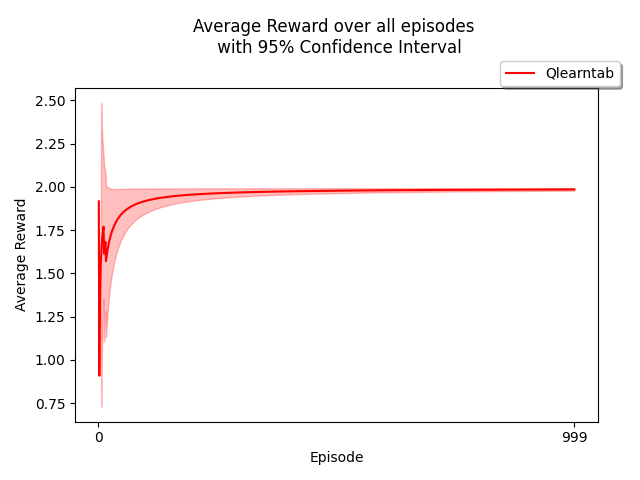 Average Reward over all episodes
with 95% Confidence Interval
Qlearntab
2.50
2.25
2.00
1.75
1.50
1.25
1.00
0.75
Average Reward
0
999
Episode